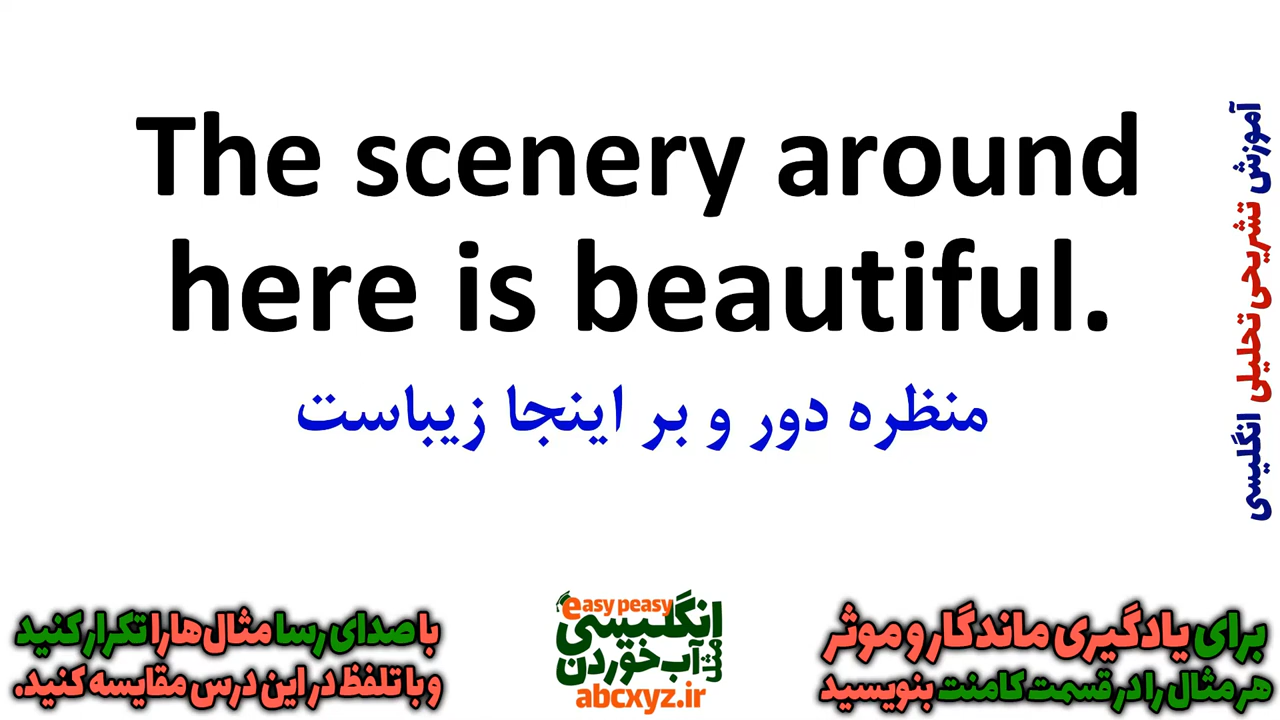 The scenery around
here is beautiful.
منظره دور و بر اینجا زیباست
آموزش تشریحی تحلیلی انگلیسی
برای یادگیری ماندگار و موثر
هر مثال را در قسمت کامنت بنویسید
easy peasy
انگلیسی
مثل آب خوردن
abcxyz.ir
با صدای رسا مثال‌ها را تکرار کنید
و با تلفظ در این درس مقایسه کنید.